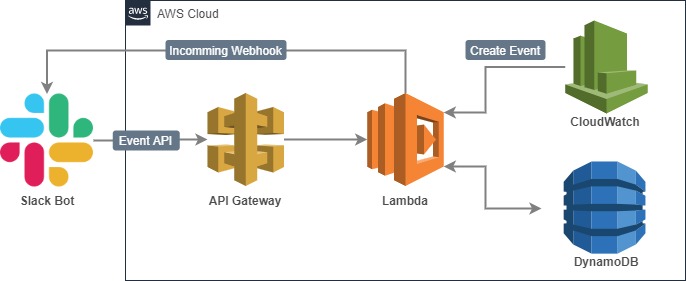 aws
AWS Cloud
Incomming Webhook
Create Event
CloudWatch
Event API
Slack Bot
API Gateway
Lambda
DynamoDB